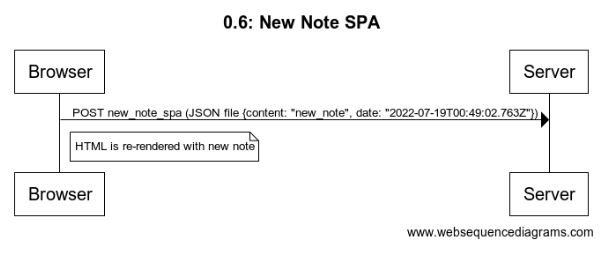 0.6: New Note SPA
Browser
Server
POST new_note_spa (JSON file {content: "new_note", date: "2022-07-19T00:49:02.763Z"})
HTML is re-rendered with new note
Browser
Server
www.websequencediagrams.com